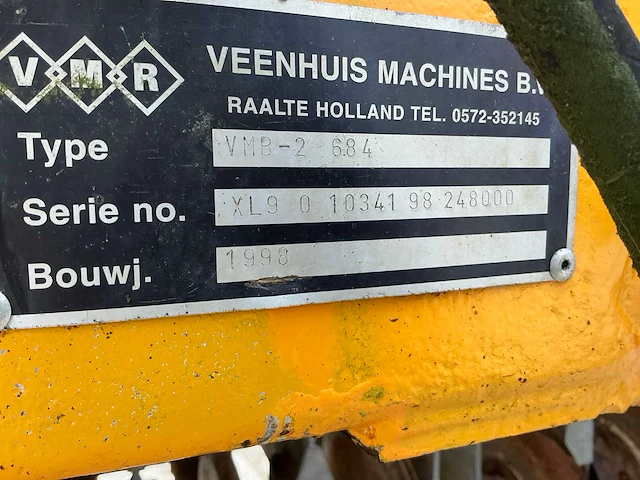 VMR
VEENHUIS MACHINES B.V
RAALTE HOLLAND TEL. 0572-352145
Type VMB-2 684
Serie no. XL9 0 10341 98 248000
Bouwj. 1998